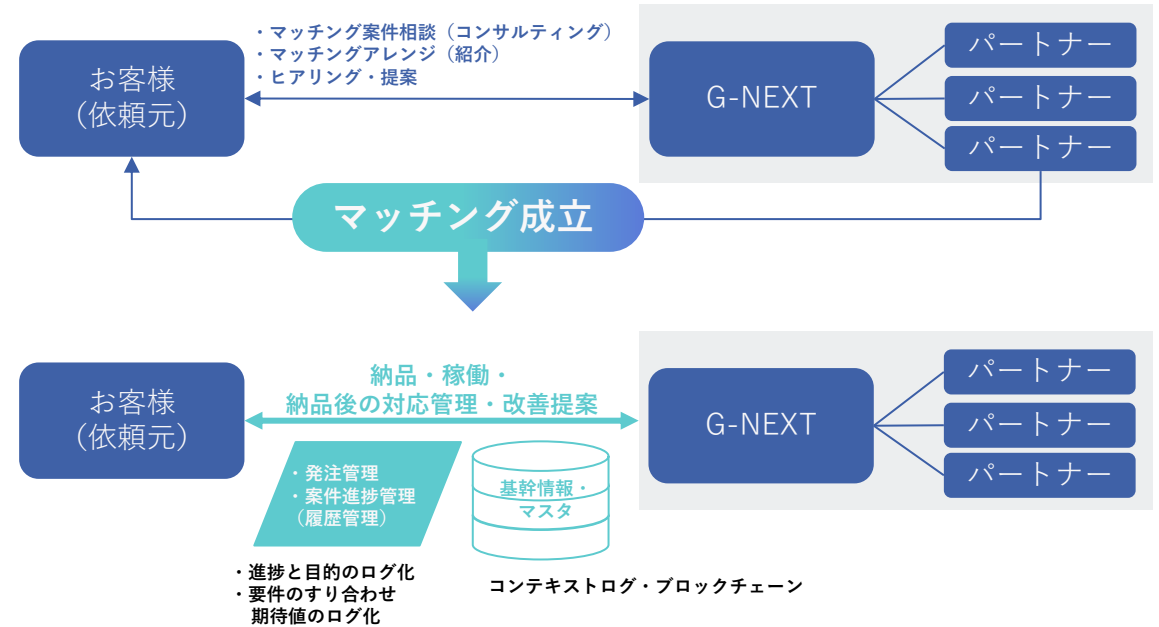 お客様
(依頼元)
・マッチング案件相談(コンサルティング)
・マッチングアレンジ(紹介)
・ヒアリング・提案
G-NEXT
パートナー
パートナー
パートナー
マッチング成立
お客様
(依頼元)
納品・稼働・
納品後の対応管理・改善提案
G-NEXT
パートナー
パートナー
パートナー
・発注管理
・案件進捗管理
(履歴管理)
基幹情報・
マスタ
・進捗と目的のログ化
・要件のすり合わせ
期待値のログ化
コンテキストログ・ブロックチェーン